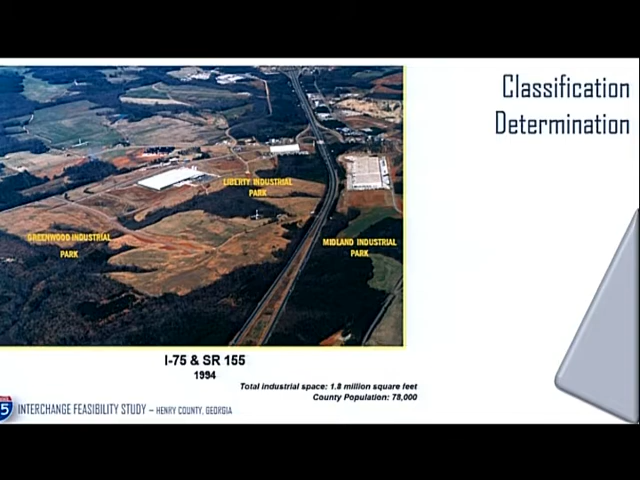 Classification
Determination
LIBERTY INDUSTRIAL
PARK
GREENWOOD INDUSTRIAL
PARK
MIDLAND INDUSTRIAL
PARK
I-75 & SR 155
1994
Total industrial space: 1.8 million square feet
County Population: 78,000
5 INTERCHANGE FEASIBILITY STUDY – HENRY COUNTY, GEORGIA